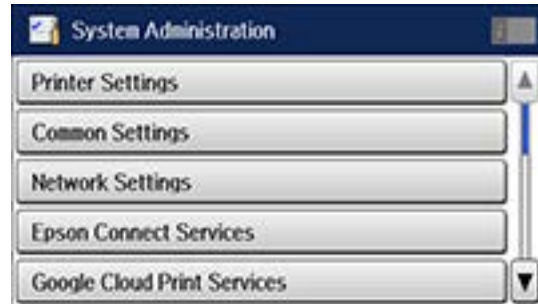 System Administration
Printer Settings
Common Settings
Network Settings
Epson Connect Services
Google Cloud Print Services